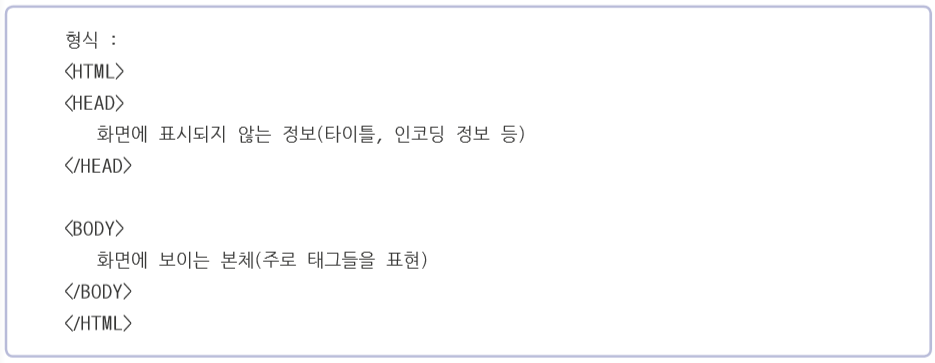 형식 :
<HTML>
<HEAD>
화면에 표시되지 않는 정보(타이틀, 인코딩 정보 등)
</HEAD>
<BODY>
화면에 보이는 본체(주로 태그들을 표현)
</BODY>
</HTML>